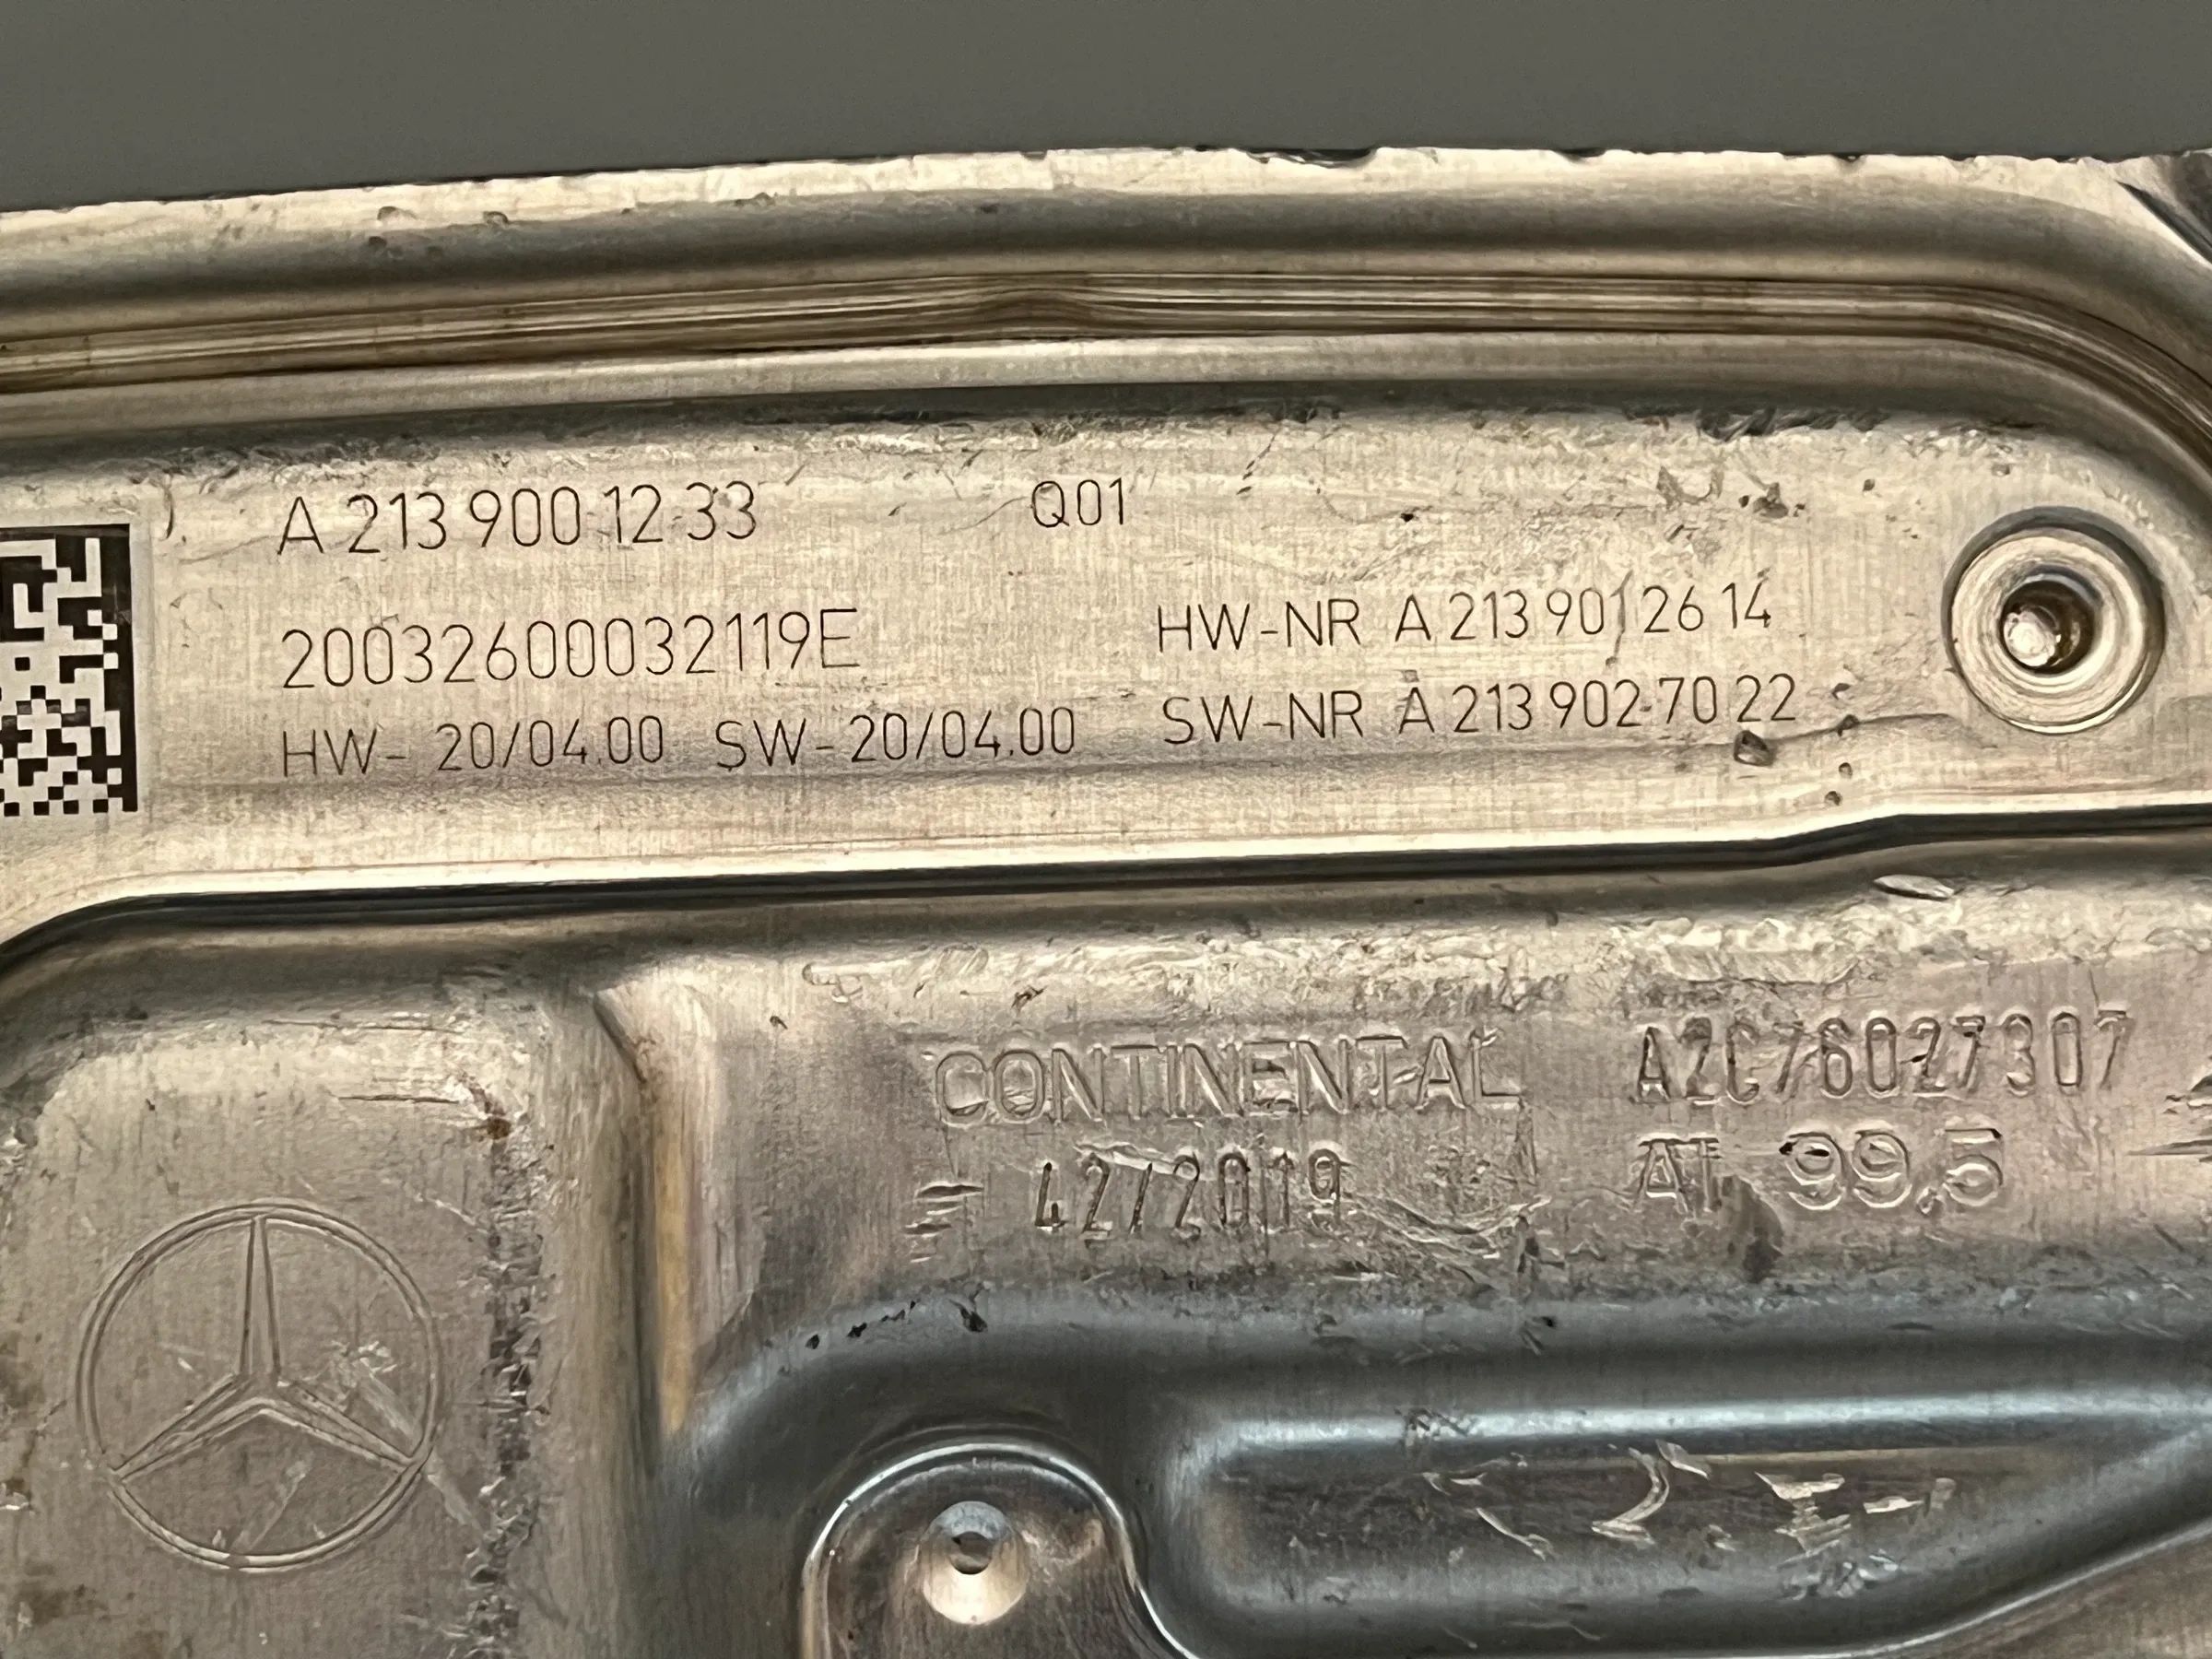 A 213 900 12 33 Q01
20032600032119E HW-NR A 213 901 26 14
HW- 20/04.00 SW- 20/04.00 SW-NR A 213 902 70 22
CONTINENTAL A2C76027307
42/2019 AT 99,5